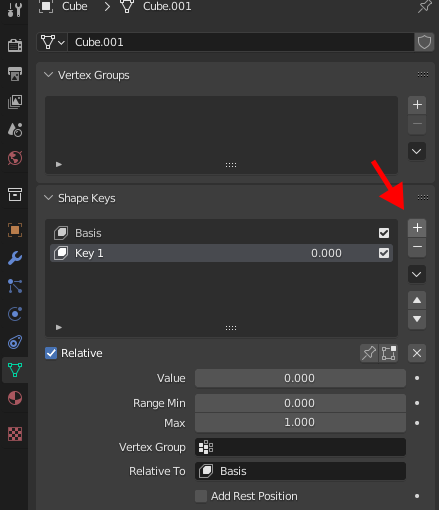 Cube Cube.001
Cube.001
Vertex Groups
Shape Keys
Basis
Key 1 0.000
Relative
Value 0.000
Range Min 0.000
Max 1.000
Vertex Group
Relative To Basis
Add Rest Position